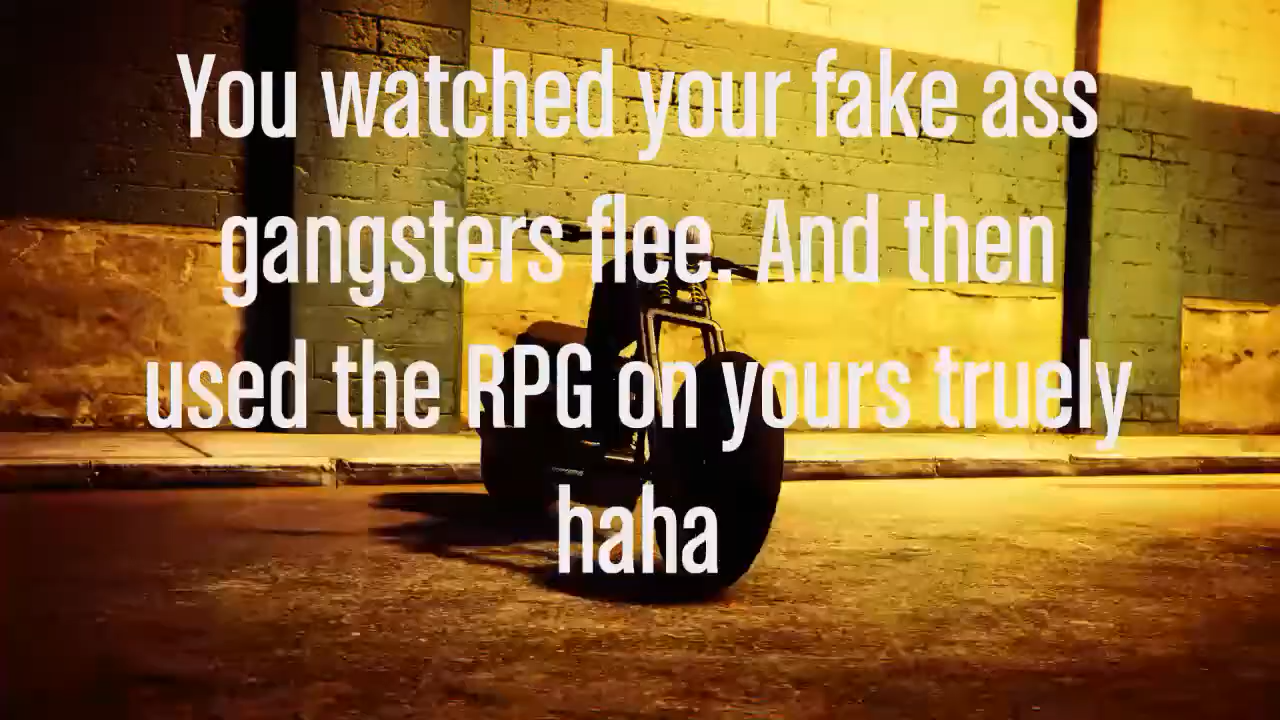 You watched your fake ass
gangsters flee. And then
used the RPG on yours truely
haha